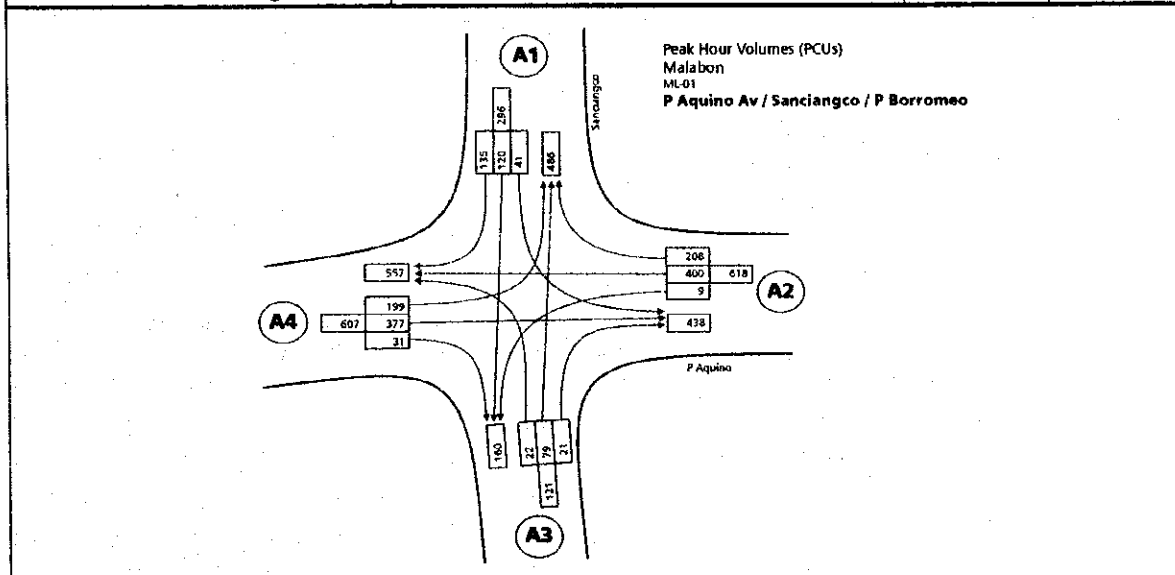 A1
Peak Hour Volumes (PCUs)
Malabon
ML-01
P Aquino Av / Sanciangco / P Borromeo
Sanciangco
296
135 120 41
486
208
557
400 618
9
A2
199
607 377
31
A4
438
P Aquino
160
22 79 21
121
A3